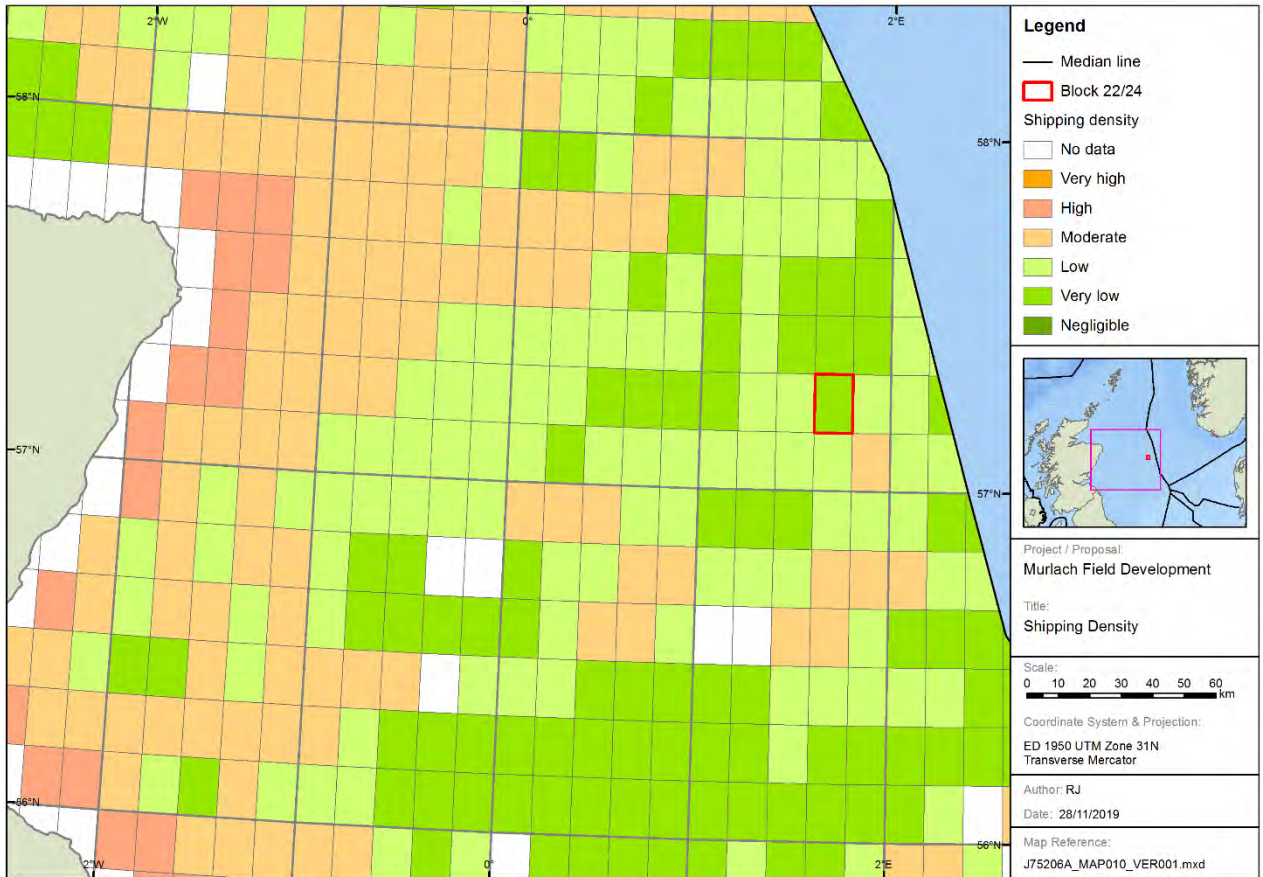 2°W
0°
2°E
58°N
58°N
57°N
57°N
56°N
56°N
2°W
0°
2°E
Legend
Median line
Block 22/24
Shipping density
No data
Very high
High
Moderate
Low
Very low
Negligible
Project / Proposal:
Murlach Field Development
Title:
Shipping Density
Scale:
0 10 20 30 40 50 60
km
Coordinate System & Projection:
ED 1950 UTM Zone 31N
Transverse Mercator
Author: RJ
Date: 28/11/2019
Map Reference:
J75206A_MAP010_VER001.mxd